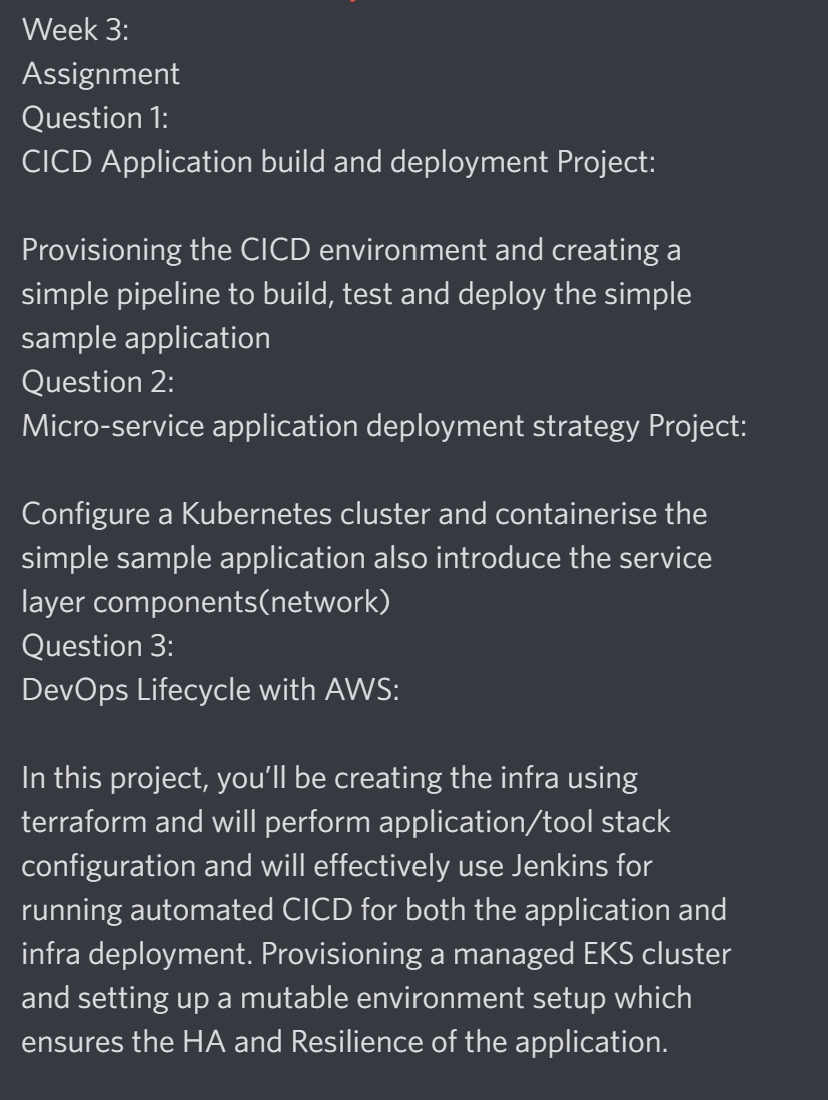 Week 3:
Assignment
Question 1:
CICD Application build and deployment Project:
Provisioning the CICD environment and creating a
simple pipeline to build, test and deploy the simple
sample application
Question 2:
Micro-service application deployment strategy Project:
Configure a Kubernetes cluster and containerise the
simple sample application also introduce the service
layer components(network)
Question 3:
DevOps Lifecycle with AWS:
In this project, you’ll be creating the infra using
terraform and will perform application/tool stack
configuration and will effectively use Jenkins for
running automated CICD for both the application and
infra deployment. Provisioning a managed EKS cluster
and setting up a mutable environment setup which
ensures the HA and Resilience of the application.